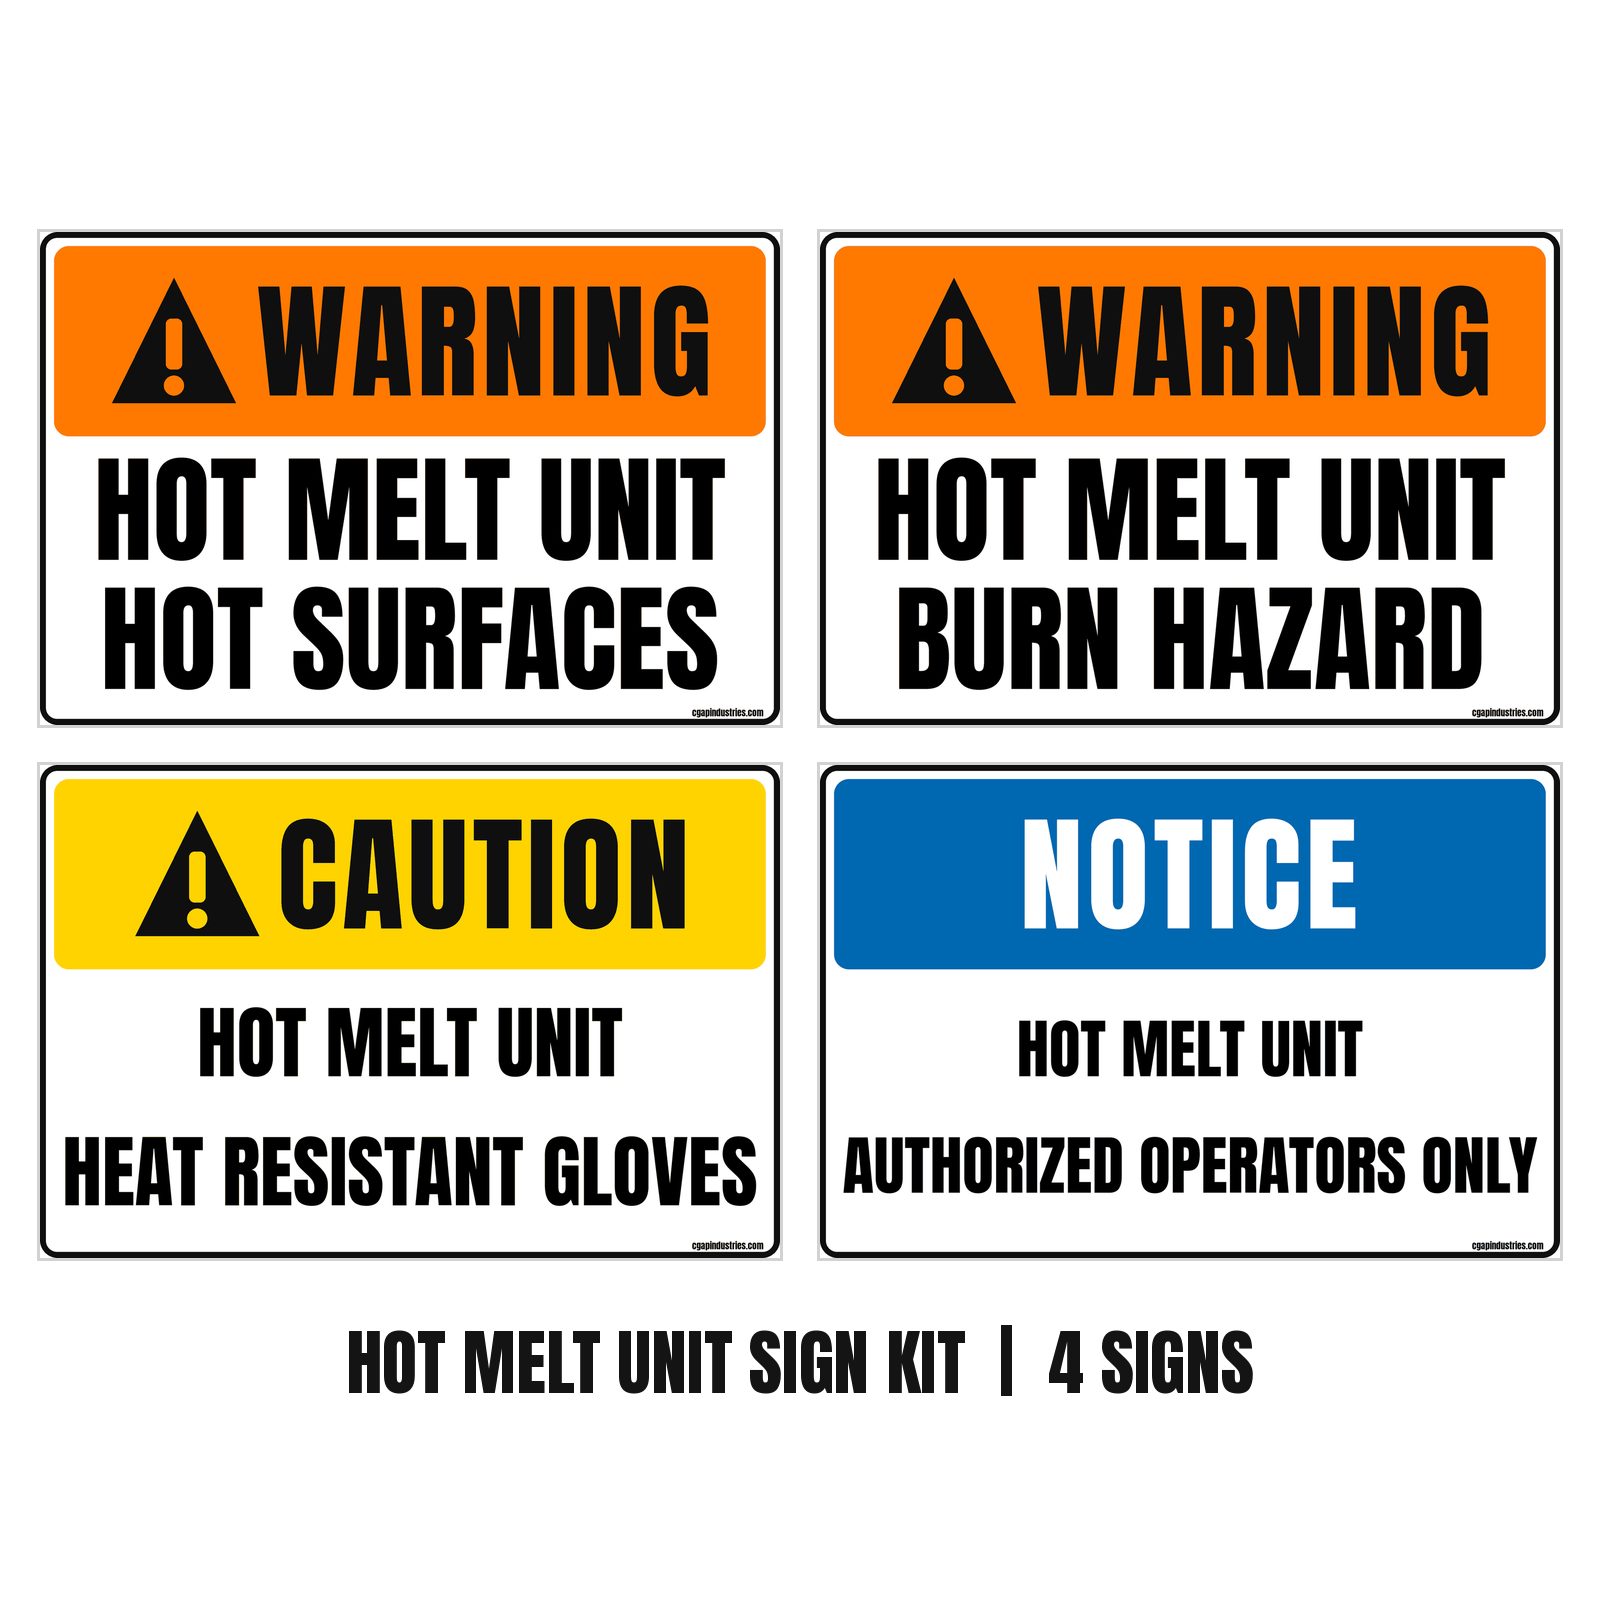 WARNING
HOT MELT UNIT
HOT SURFACES
cgapindustries.com
WARNING
HOT MELT UNIT
BURN HAZARD
cgapindustries.com
CAUTION
HOT MELT UNIT
HEAT RESISTANT GLOVES
cgapindustries.com
NOTICE
HOT MELT UNIT
AUTHORIZED OPERATORS ONLY
cgapindustries.com
HOT MELT UNIT SIGN KIT | 4 SIGNS